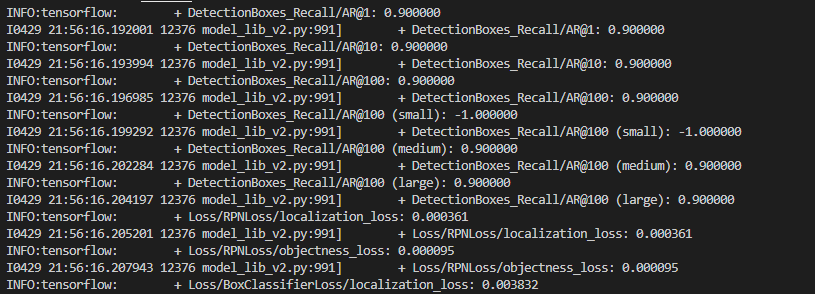 INFO:tensorflow:        + DetectionBoxes_Recall/AR@1: 0.900000
I0429 21:56:16.192001 12376 model_lib_v2.py:991]        + DetectionBoxes_Recall/AR@1: 0.900000
INFO:tensorflow:        + DetectionBoxes_Recall/AR@10: 0.900000
I0429 21:56:16.193994 12376 model_lib_v2.py:991]        + DetectionBoxes_Recall/AR@10: 0.900000
INFO:tensorflow:        + DetectionBoxes_Recall/AR@100: 0.900000
I0429 21:56:16.196985 12376 model_lib_v2.py:991]        + DetectionBoxes_Recall/AR@100: 0.900000
INFO:tensorflow:        + DetectionBoxes_Recall/AR@100 (small): -1.000000
I0429 21:56:16.199292 12376 model_lib_v2.py:991]        + DetectionBoxes_Recall/AR@100 (small): -1.000000
INFO:tensorflow:        + DetectionBoxes_Recall/AR@100 (medium): 0.900000
I0429 21:56:16.202284 12376 model_lib_v2.py:991]        + DetectionBoxes_Recall/AR@100 (medium): 0.900000
INFO:tensorflow:        + DetectionBoxes_Recall/AR@100 (large): 0.900000
I0429 21:56:16.204197 12376 model_lib_v2.py:991]        + DetectionBoxes_Recall/AR@100 (large): 0.900000
INFO:tensorflow:        + Loss/RPNLoss/localization_loss: 0.000361
I0429 21:56:16.205201 12376 model_lib_v2.py:991]        + Loss/RPNLoss/localization_loss: 0.000361
INFO:tensorflow:        + Loss/RPNLoss/objectness_loss: 0.000095
I0429 21:56:16.207943 12376 model_lib_v2.py:991]        + Loss/RPNLoss/objectness_loss: 0.000095
INFO:tensorflow:        + Loss/BoxClassifierLoss/localization_loss: 0.003832